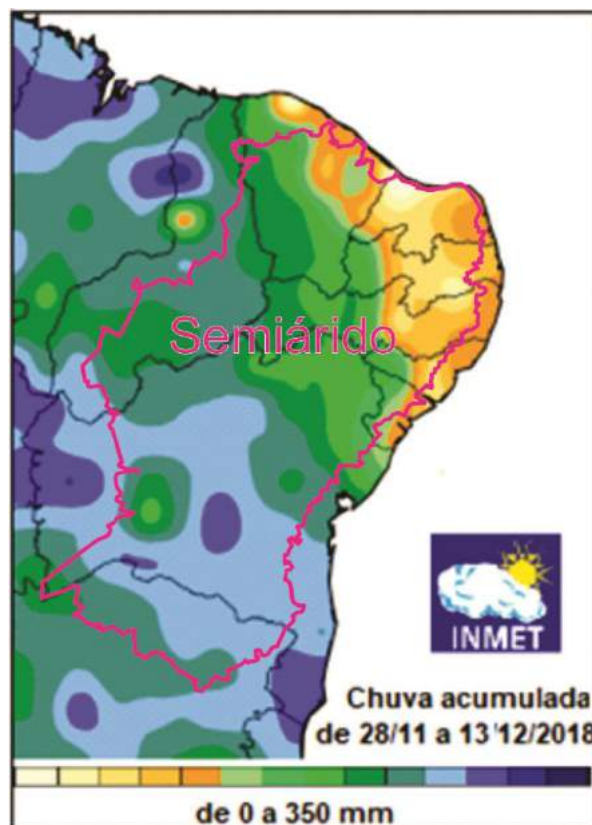 Semiárido
INMET
Chuva acumulada
de 28/11 a 13'12/2018
de 0 a 350 mm